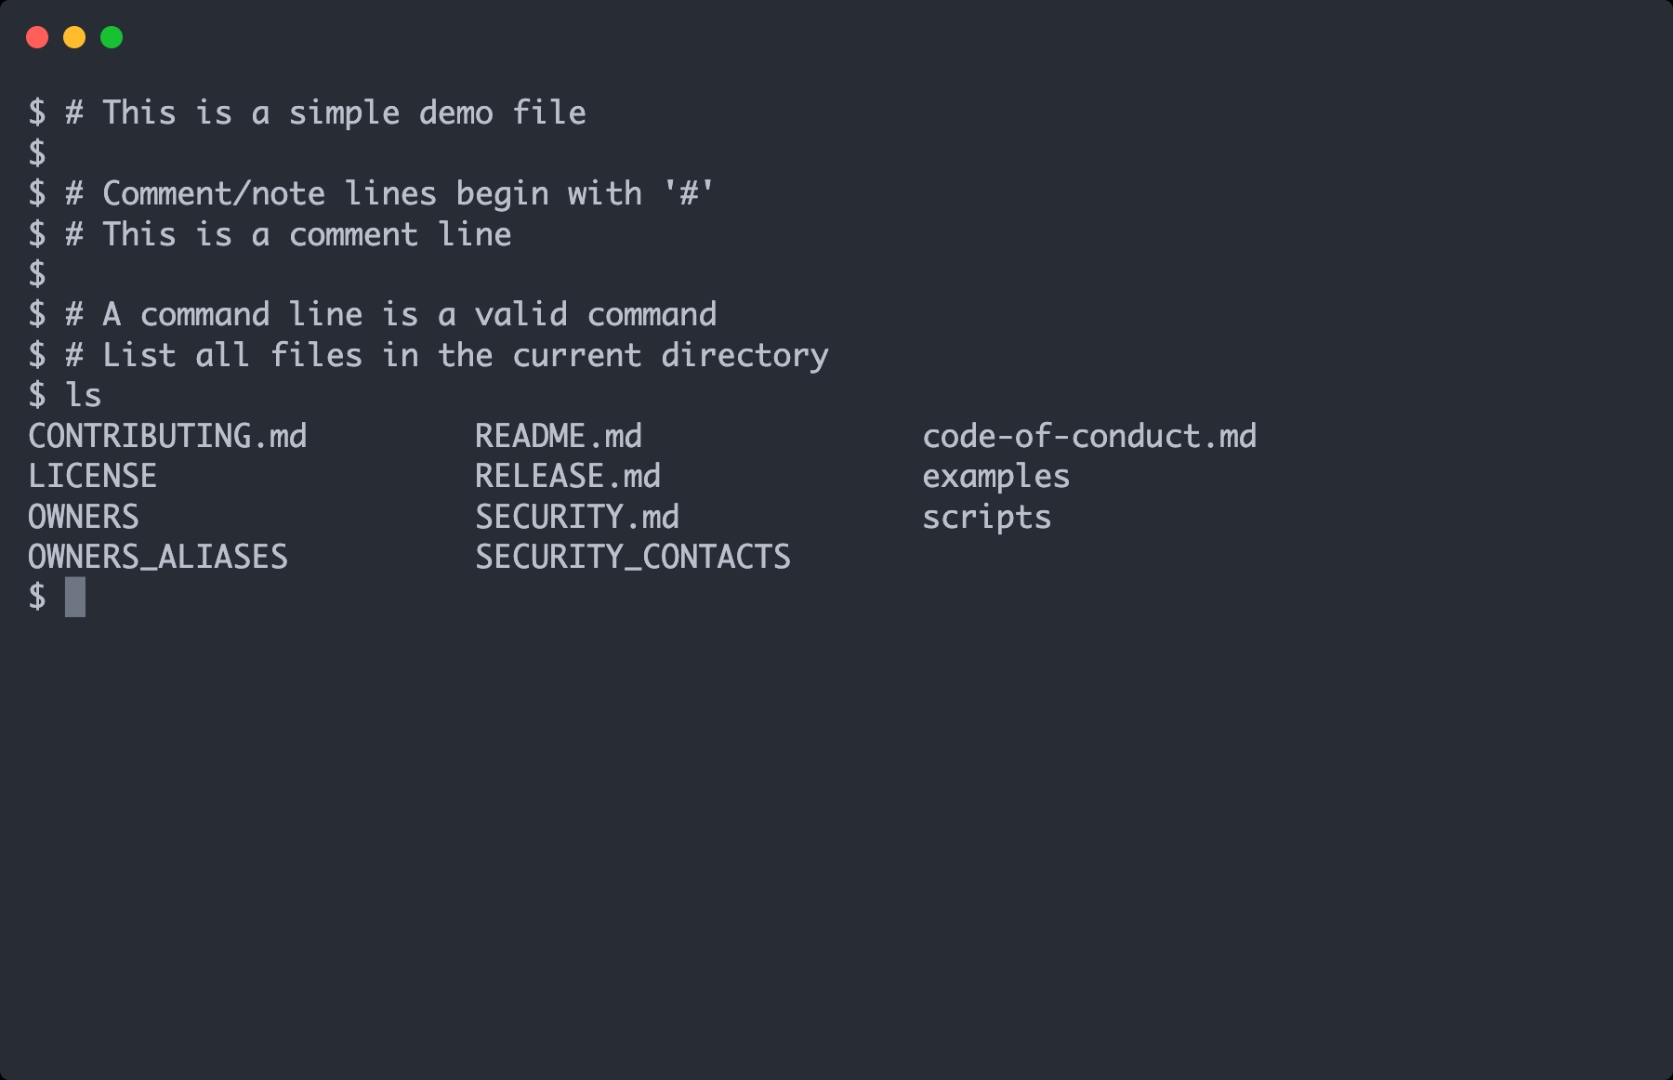 $ # This is a simple demo file
$
$ # Comment/note lines begin with '#'
$ # This is a comment line
$
$ # A command line is a valid command
$ # List all files in the current directory
$ ls
CONTRIBUTING.md         README.md               code-of-conduct.md
LICENSE                 RELEASE.md              examples
OWNERS                  SECURITY.md             scripts
OWNERS_ALIASES          SECURITY_CONTACTS
$